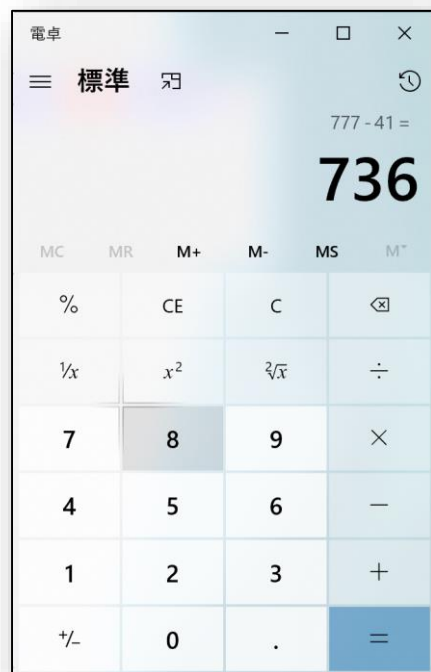 電卓
標準
777 - 41 =
736
MC MR M+ M- MS M˅
% CE C
¹/x x² ²√x ÷
7 8 9 ×
4 5 6 −
1 2 3 +
+/− 0 . =